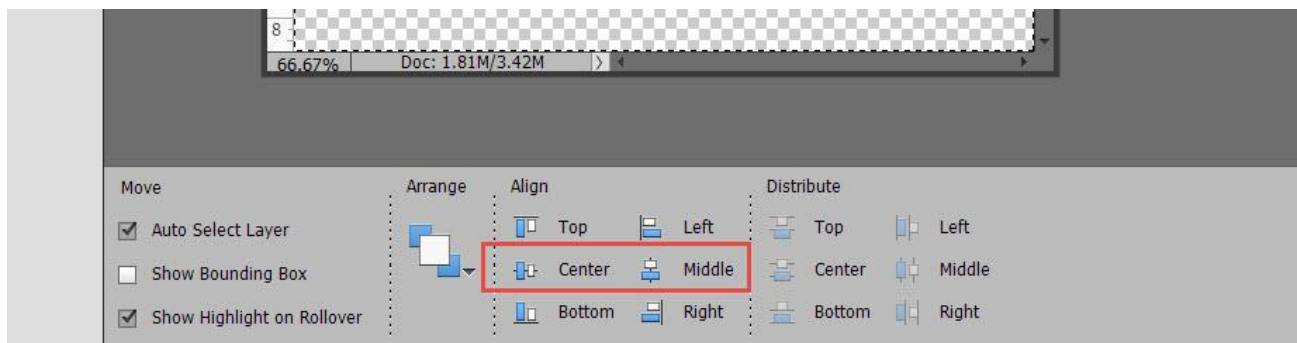 8
66.67% Doc: 1.81M/3.42M
Move Arrange Align Distribute
Auto Select Layer Top Left Top Left
Show Bounding Box Center Middle Center Middle
Show Highlight on Rollover Bottom Right Bottom Right